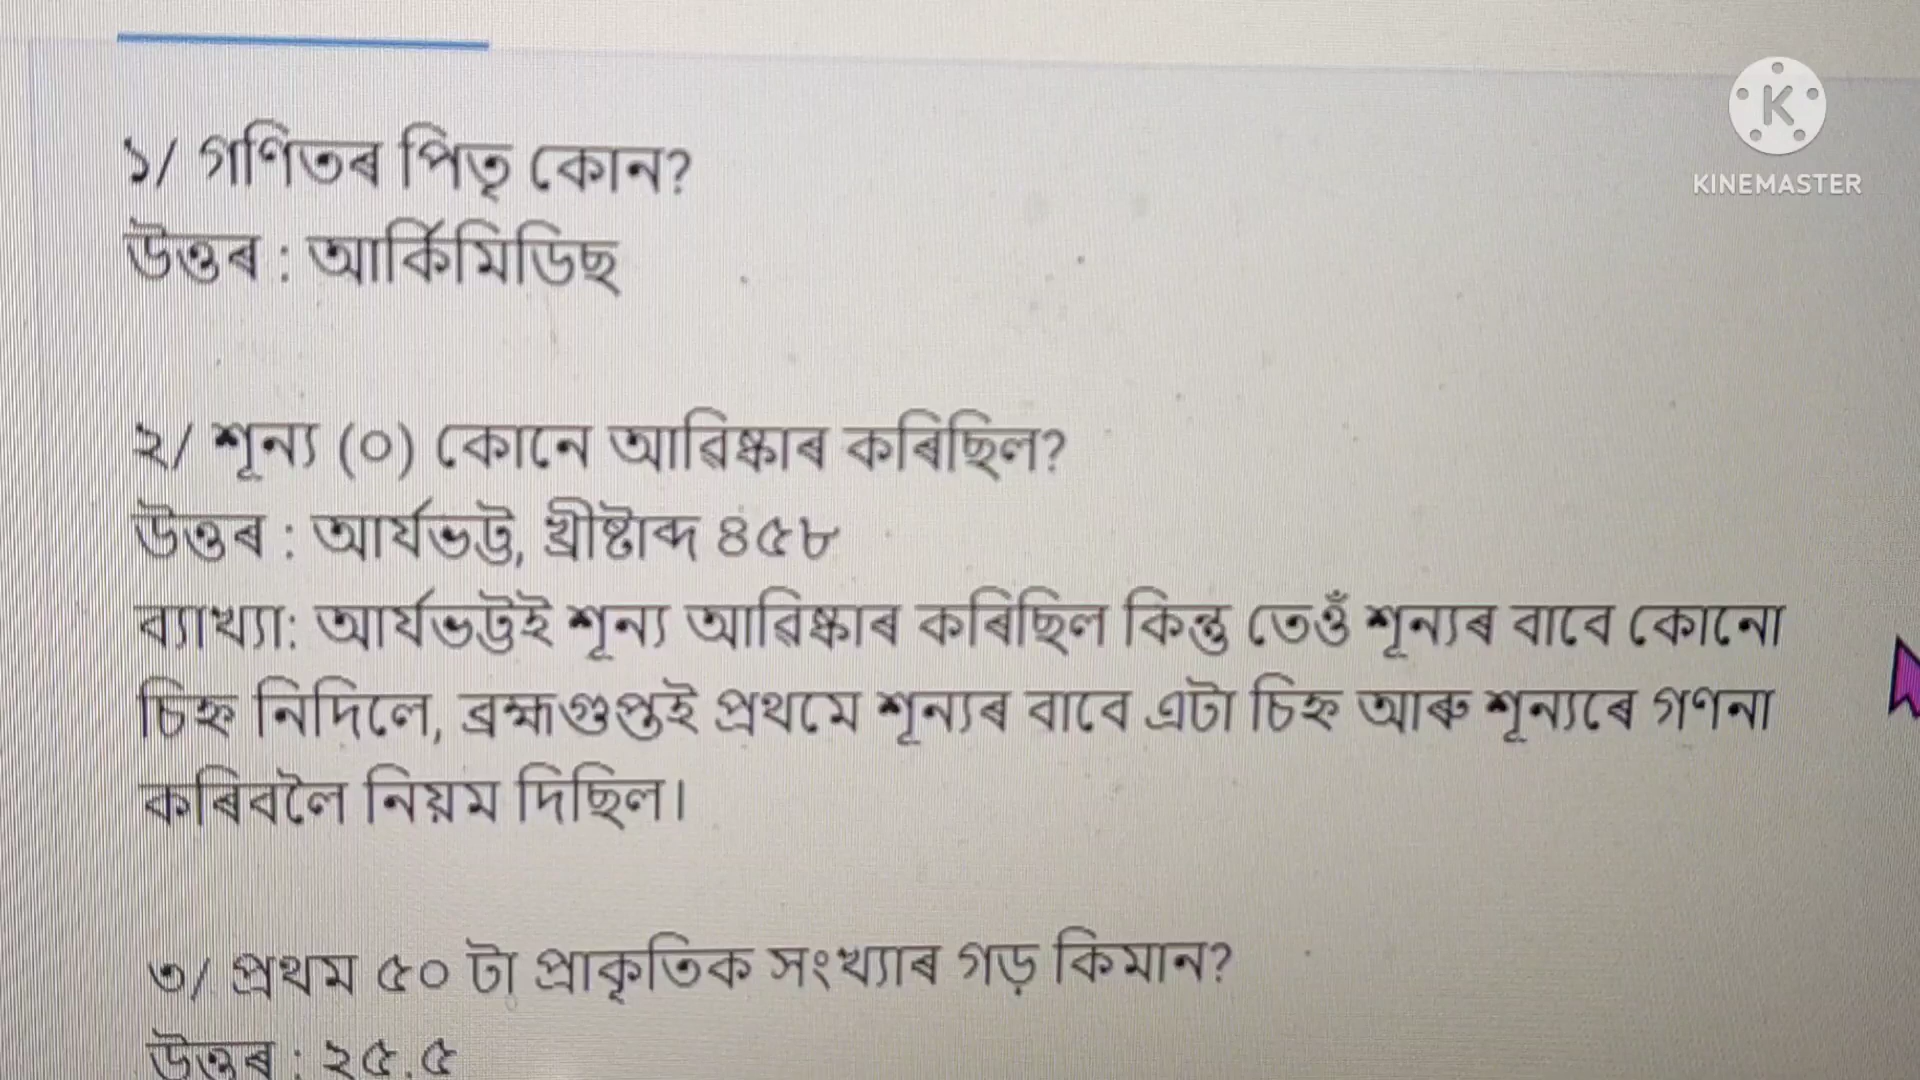 K
KINEMASTER
১/ গণিতৰ পিতৃ কোন?
উত্তৰ : আৰ্কিমিডিছ
২/ শূন্য (০) কোনে আৱিষ্কাৰ কৰিছিল?
উত্তৰ : আৰ্যভট্ট, খ্ৰীষ্টাব্দ ৪৫৮
ব্যাখ্যা: আৰ্যভট্টই শূন্য আৱিষ্কাৰ কৰিছিল কিন্তু তেওঁ শূন্যৰ বাবে কোনো
চিহ্ন নিদিলে, ব্ৰহ্মগুপ্তই প্ৰথমে শূন্যৰ বাবে এটা চিহ্ন আৰু শূন্যৰে গণনা
কৰিবলৈ নিয়ম দিছিল।
৩/ প্ৰথম ৫০ টা প্ৰাকৃতিক সংখ্যাৰ গড় কিমান?
উত্তৰ : ২৫.৫